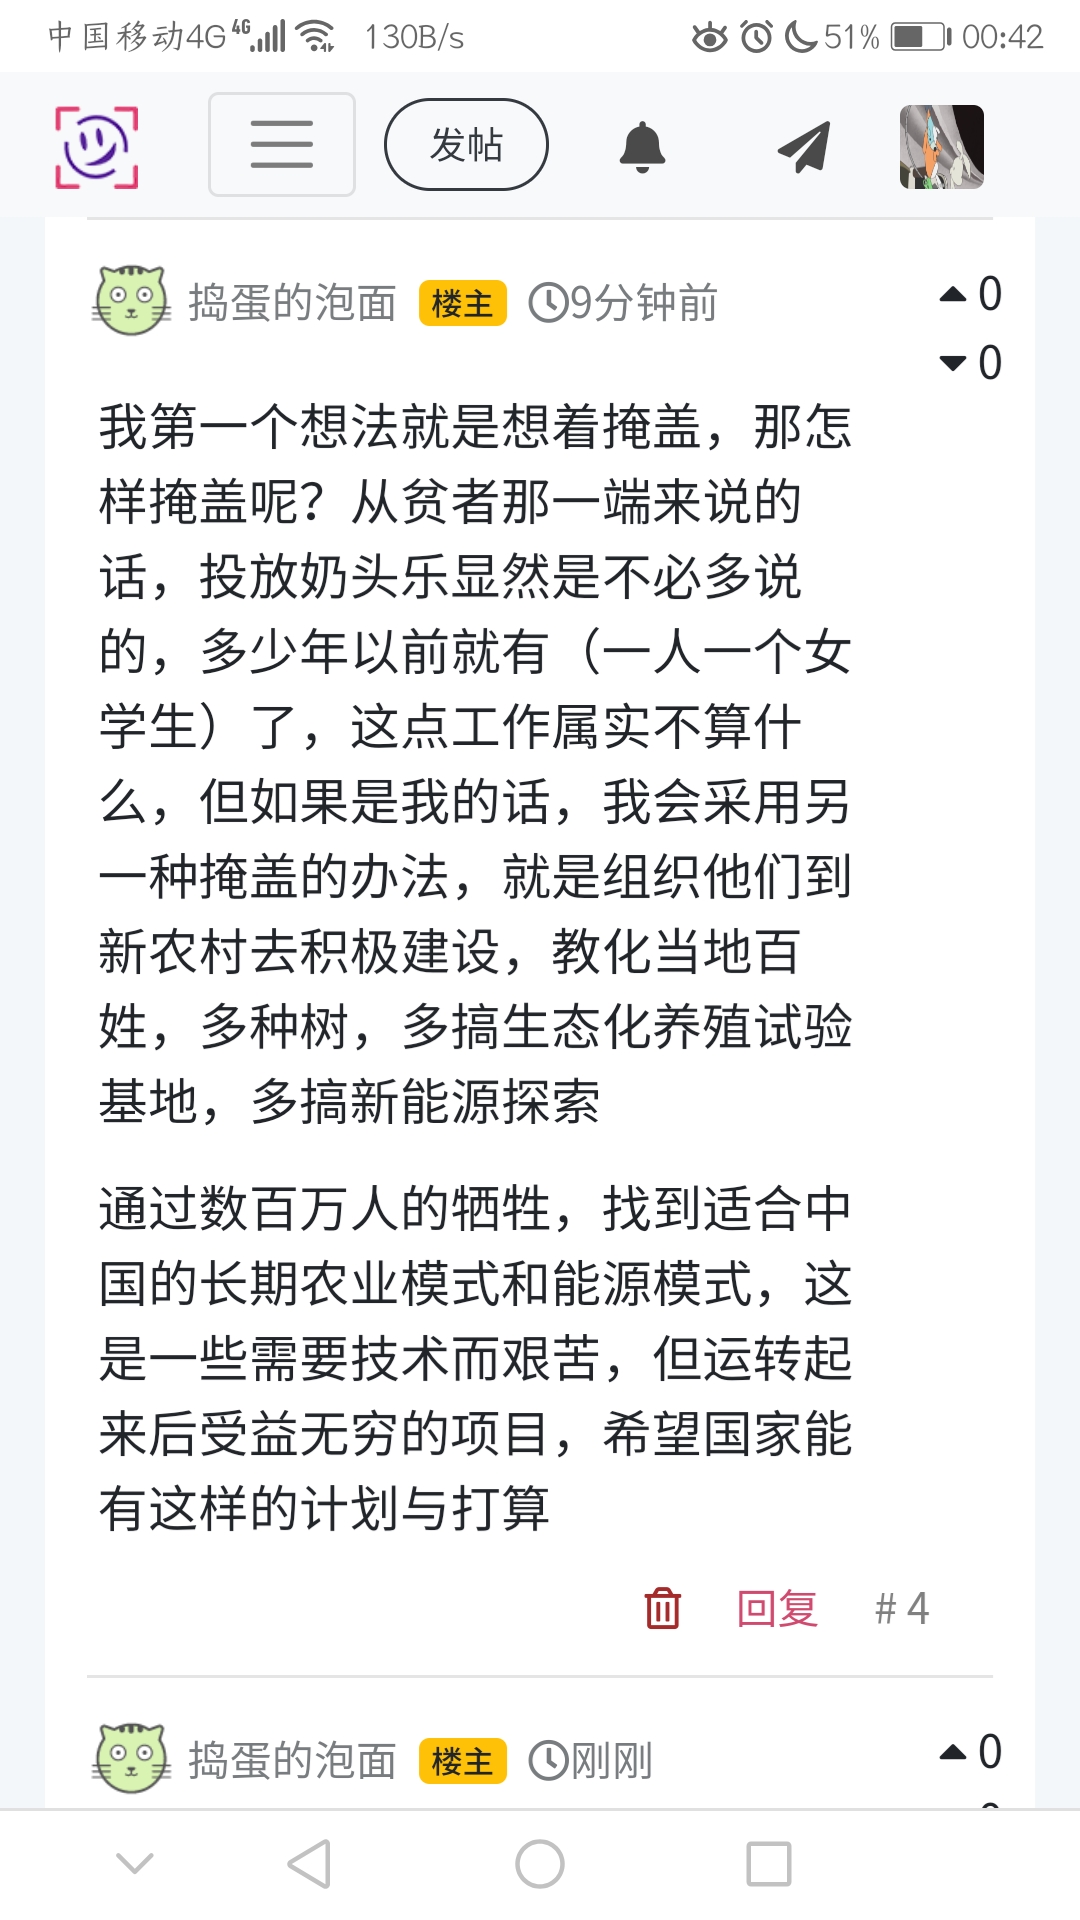 中国移动4G 4G 130B/s 51% 00:42
发帖
捣蛋的泡面 楼主 9分钟前 0
0
我第一个想法就是想着掩盖，那怎
样掩盖呢？从贫者那一端来说的
话，投放奶头乐显然是不必多说
的，多少年以前就有（一人一个女
学生）了，这点工作属实不算什
么，但如果是我的话，我会采用另
一种掩盖的办法，就是组织他们到
新农村去积极建设，教化当地百
姓，多种树，多搞生态化养殖试验
基地，多搞新能源探索
通过数百万人的牺牲，找到适合中
国的长期农业模式和能源模式，这
是一些需要技术而艰苦，但运转起
来后受益无穷的项目，希望国家能
有这样的计划与打算
回复 # 4
捣蛋的泡面 楼主 刚刚 0